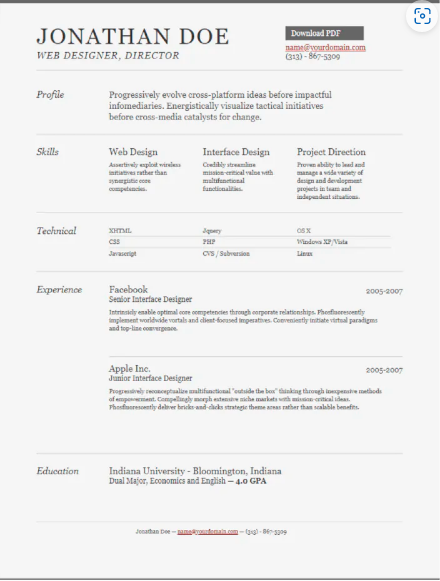 JONATHAN DOE
WEB DESIGNER, DIRECTOR
Download PDF
name@yourdomain.com
(313) - 867-5309
Profile
Progressively evolve cross-platform ideas before impactful
infomediaries. Energistically visualize tactical initiatives
before cross-media catalysts for change.
Skills
Web Design
Assertively exploit wireless
initiatives rather than
synergistic core
competencies.
Interface Design
Credibly streamline
mission-critical value with
multifunctional
functionalities.
Project Direction
Proven ability to lead and
manage a wide variety of
design and development
projects in team and
independent situations.
Technical
XHTML Jquery OS X
CSS PHP Windows XP/Vista
Javascript CVS / Subversion Linux
Experience
Facebook 2005-2007
Senior Interface Designer
Intrinsicly enable optimal core competencies through corporate relationships. Phosfluorescently
implement worldwide vortals and client-focused imperatives. Conveniently initiate virtual paradigms
and top-line convergence.
Apple Inc. 2005-2007
Junior Interface Designer
Progressively reconceptualize multifunctional "outside the box" thinking through inexpensive methods
of empowerment. Compellingly morph extensive niche markets with mission-critical ideas.
Phosfluorescently deliver bricks-and-clicks strategic theme areas rather than scalable benefits.
Education
Indiana University - Bloomington, Indiana
Dual Major, Economics and English — 4.0 GPA
Jonathan Doe — name@yourdomain.com — (313) - 867-5309